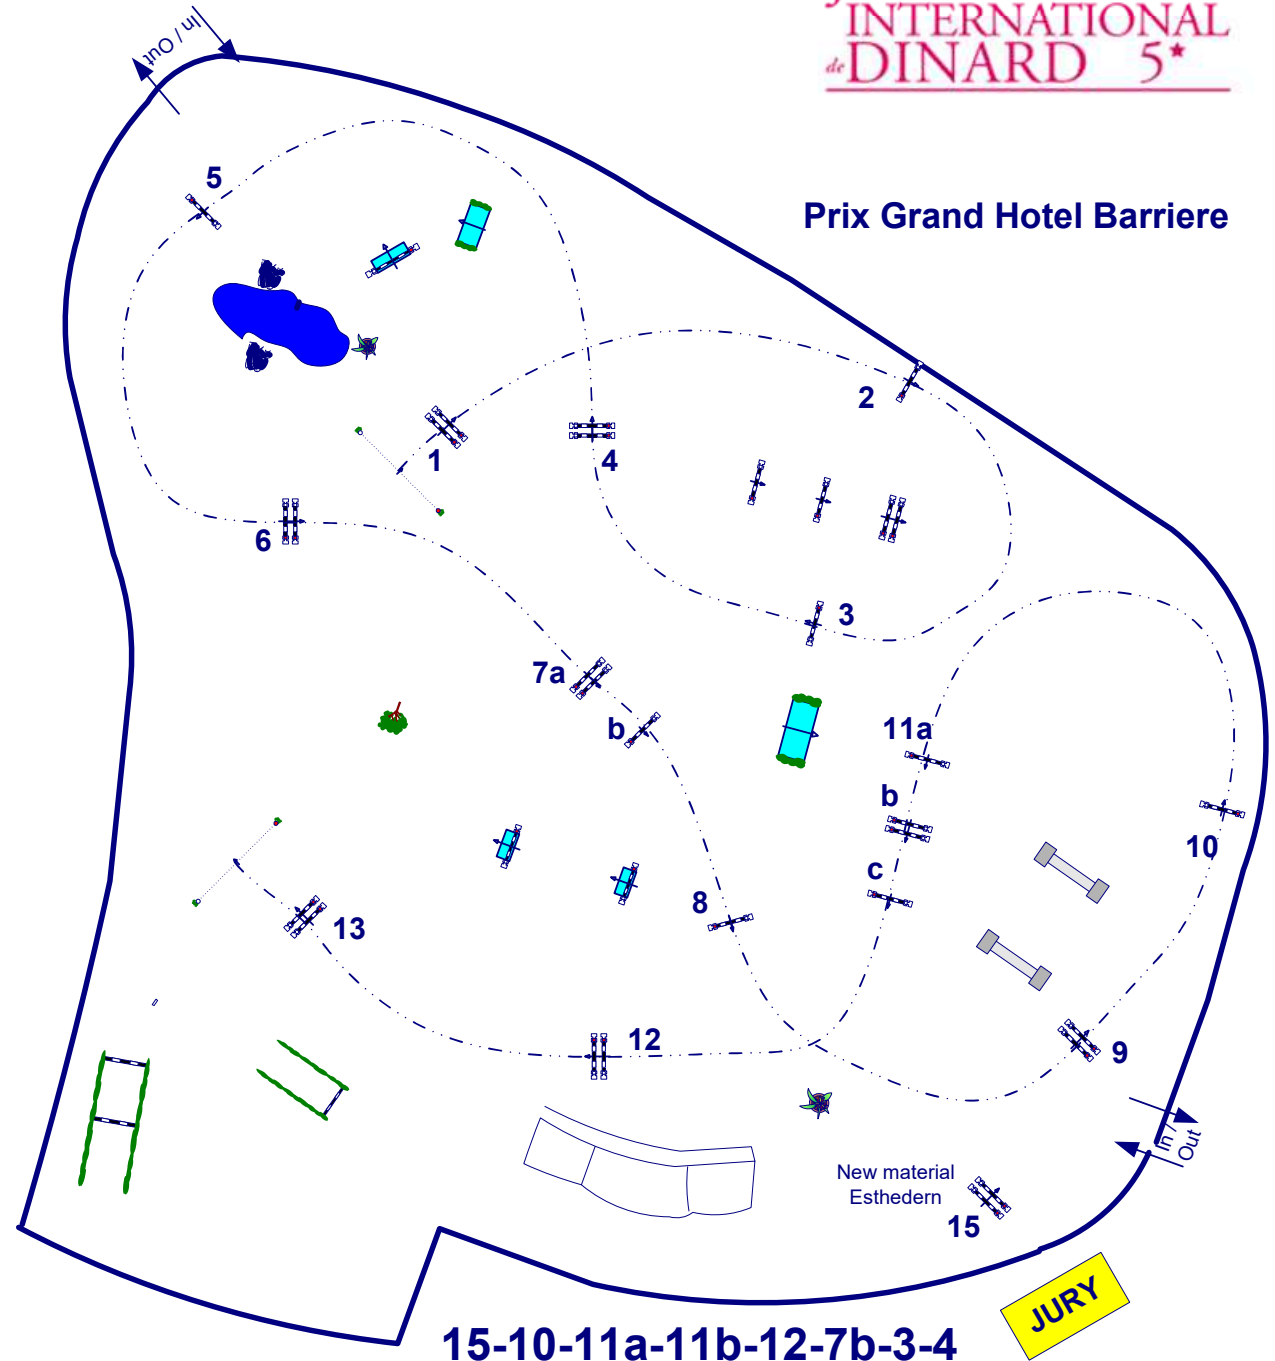 In / Out
INTERNATIONAL
de DINARD 5*
Prix Grand Hotel Barriere
5
2
1
4
6
3
7a
b
11a
b
10
c
8
13
12
9
In /
Out
New material
Esthedern
15
JURY
15-10-11a-11b-12-7b-3-4